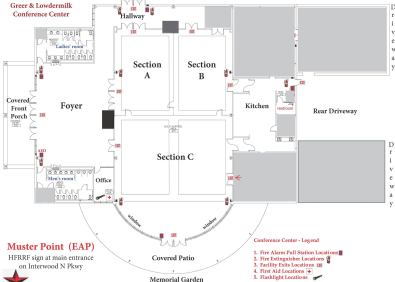 Greer & Lowdermilk
Conference Center
Hallway
Driveway
Ladies' room
Section
A
Section
B
Covered
Front
Porch
Foyer
Kitchen
Rear Driveway
Section C
Driveway
Men's room
Office
window
window
Muster Point (EAP)
HFRRF sign at main entrance
on Interwood N Pkwy
Covered Patio
Memorial Garden
Conference Center - Legend
1. Fire Alarm Pull Station Locations
2. Fire Extinguisher Locations
3. Facility Exits Locations
4. First Aid Locations
5. Flashlight Locations